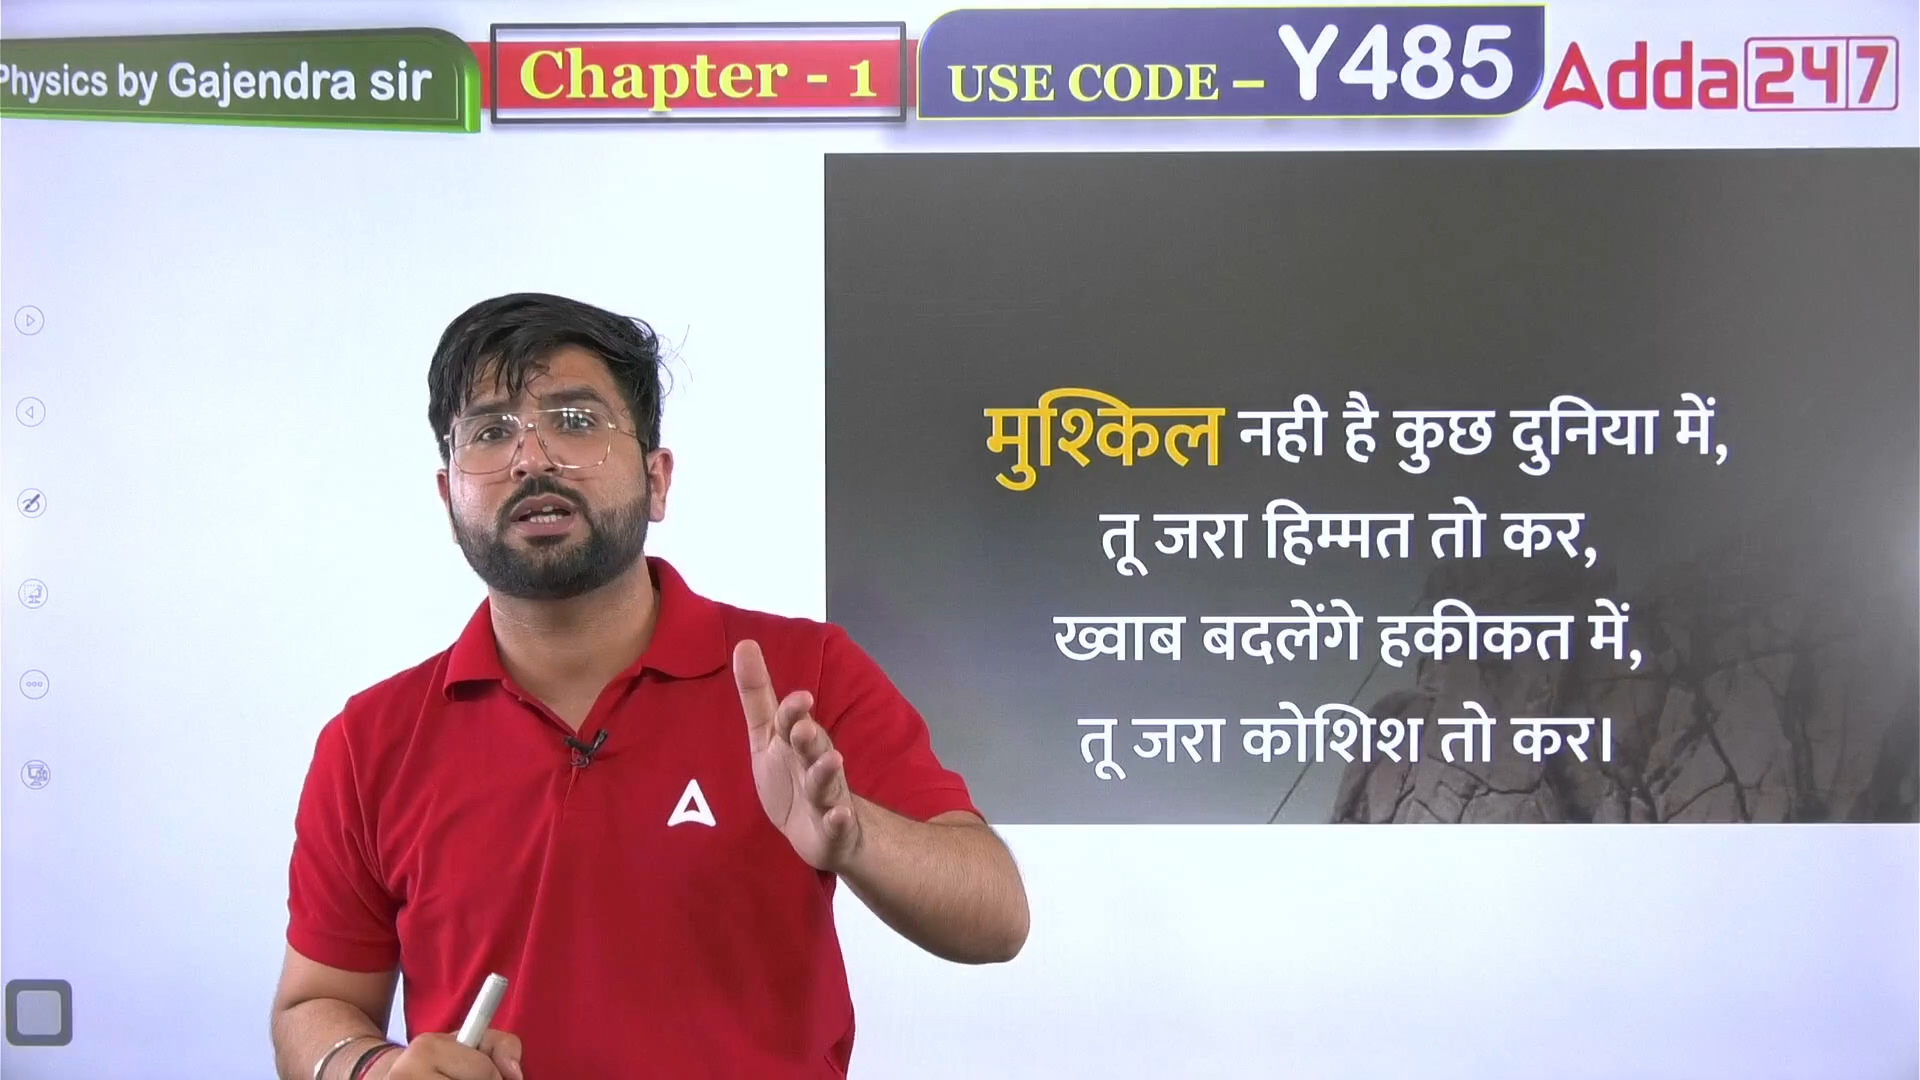 Physics by Gajendra sir
Chapter - 1
USE CODE – Y485
Adda247
मुश्किल नही है कुछ दुनिया में,
तू जरा हिम्मत तो कर,
ख्वाब बदलेंगे हकीकत में,
तू जरा कोशिश तो कर।